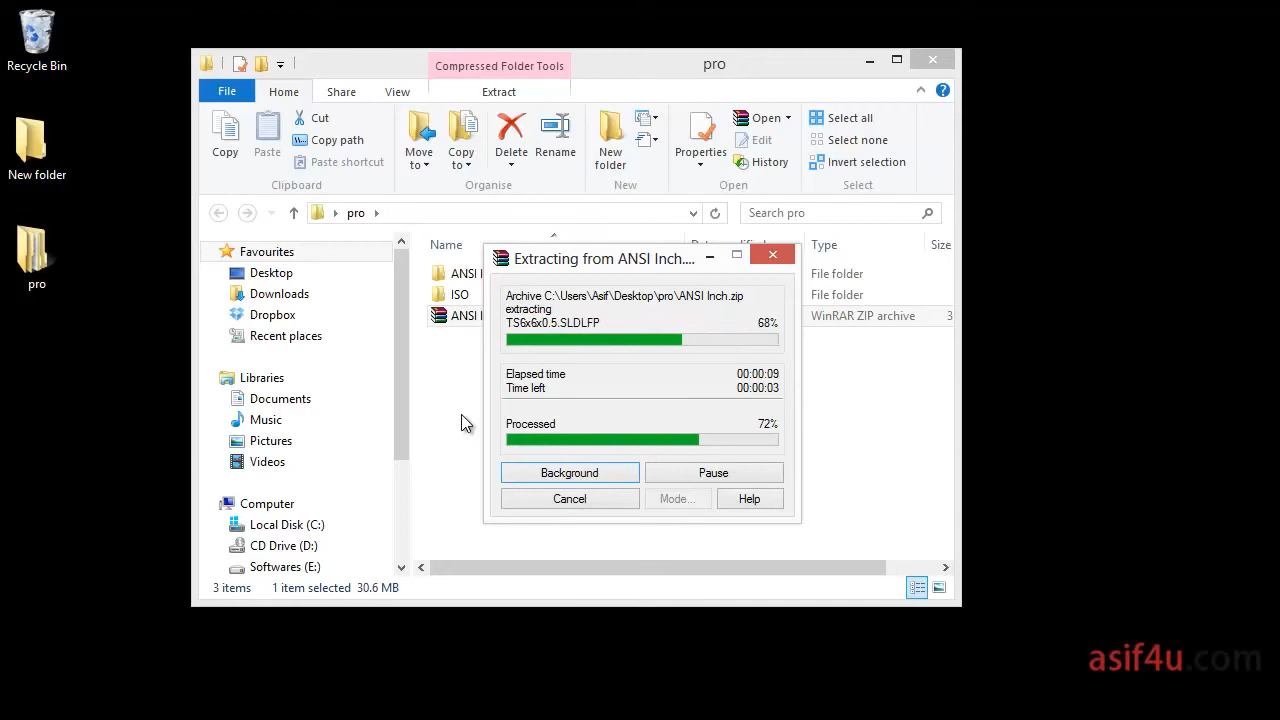 Recycle Bin
New folder
pro
Compressed Folder Tools
pro
File
Home
Share
View
Extract
Copy
Paste
Cut
Copy path
Paste shortcut
Clipboard
Move to
Copy to
Delete
Rename
Organise
New folder
New
Properties
Open
Edit
History
Open
Select all
Select none
Invert selection
Select
pro
Search pro
Favourites
Desktop
Downloads
Dropbox
Recent places
Libraries
Documents
Music
Pictures
Videos
Computer
Local Disk (C:)
CD Drive (D:)
Softwares (E:)
Name
Type
Size
ANSI
File folder
ISO
File folder
ANSI
WinRAR ZIP archive
3
Extracting from ANSI Inch....
Archive C:\Users\Asif\Desktop\pro\ANSI Inch.zip
extracting
TS6x6x0.5.SLDLFP 68%
Elapsed time 00:00:09
Time left 00:00:03
Processed 72%
Background
Pause
Cancel
Mode...
Help
3 items 1 item selected 30.6 MB
asif4u.com